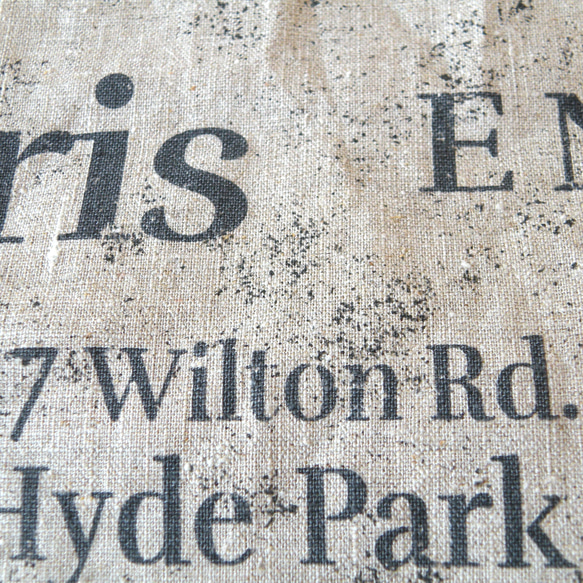 ris EN
7 Wilton Rd.
Hyde Park